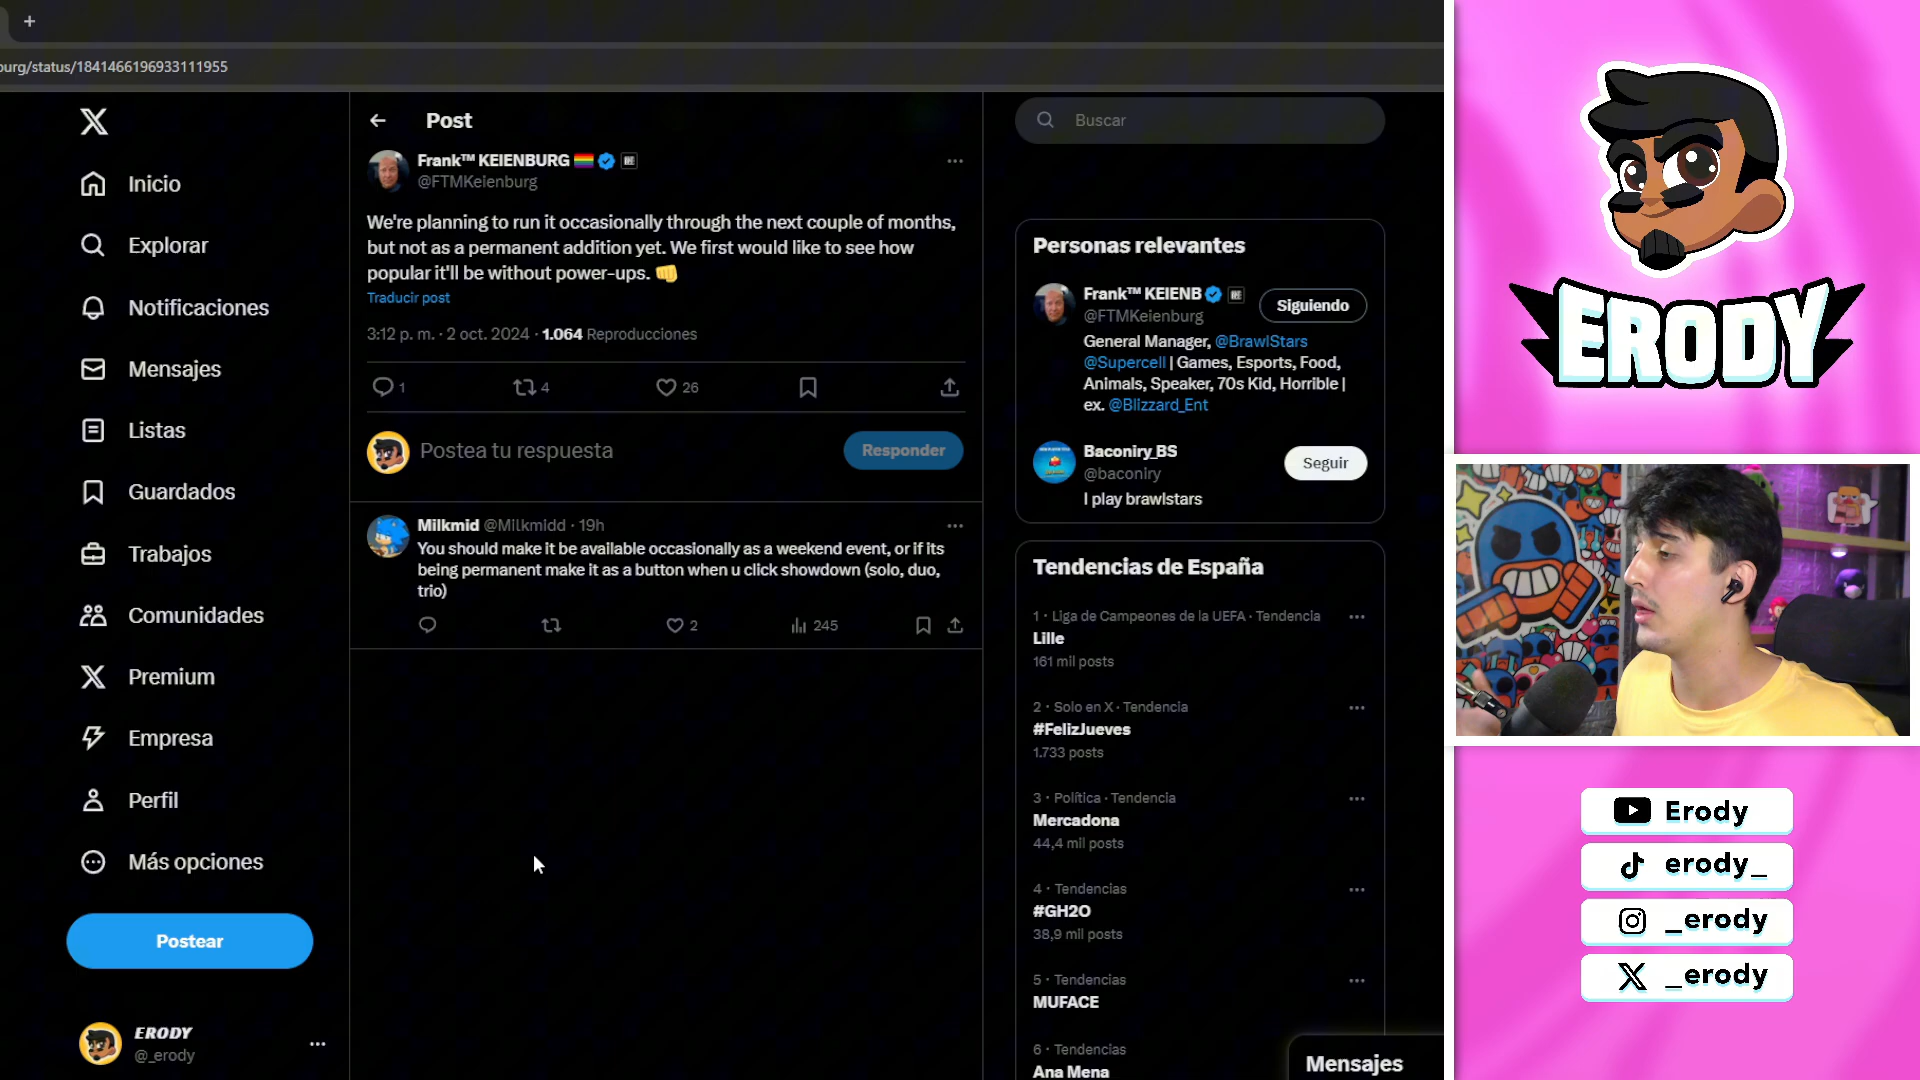 burg/status/1841466196933111955
Inicio
Explorar
Notificaciones
Mensajes
Listas
Guardados
Trabajos
Comunidades
Premium
Empresa
Perfil
Más opciones
Postear
ERODY
@_erody
Post
Frank™ KEIENBURG
@FTMKeienburg
We're planning to run it occasionally through the next couple of months,
but not as a permanent addition yet. We first would like to see how
popular it'll be without power-ups. 👊
Traducir post
3:12 p. m. · 2 oct. 2024 · 1.064 Reproducciones
1 4 26
Postea tu respuesta
Responder
Milkmid @Milkmidd · 19h
You should make it be available occasionally as a weekend event, or if its
being permanent make it as a button when u click showdown (solo, duo,
trio)
2 245
Buscar
Personas relevantes
Frank™ KEIENB
@FTMKeienburg
Siguiendo
General Manager, @BrawlStars
@Supercell | Games, Esports, Food,
Animals, Speaker, 70s Kid, Horrible |
ex. @Blizzard_Ent
Baconiry_BS
@baconiry
Seguir
I play brawlstars
Tendencias de España
1 · Liga de Campeones de la UEFA · Tendencia
Lille
161 mil posts
2 · Solo en X · Tendencia
#FelizJueves
1.733 posts
3 · Política · Tendencia
Mercadona
44,4 mil posts
4 · Tendencias
#GH2O
38,9 mil posts
5 · Tendencias
MUFACE
6 · Tendencias
Ana Mena
Mensajes
ERODY
Erody
erody_
_erody
_erody